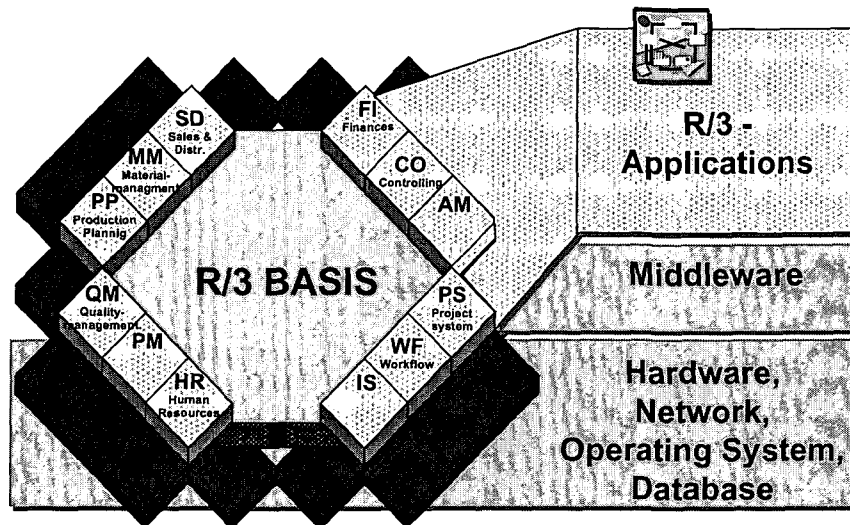 SD
Sales &
Distr.
MM
Material-
managment
PP
Production
Plannig
FI
Finances
CO
Controlling
AM
R/3 BASIS
QM
Quality-
management
PM
HR
Human
Resources
PS
Project
system
WF
Workflow
IS
R/3 -
Applications
Middleware
Hardware,
Network,
Operating System,
Database